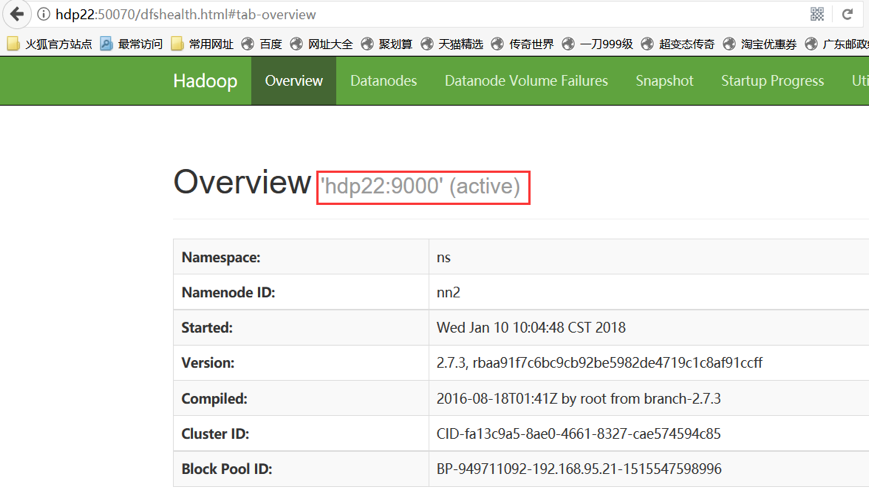 hdp22:50070/dfshealth.html#tab-overview
火狐官方站点 最常访问 常用网址 百度 网址大全 聚划算 天猫精选 传奇世界 一刀999级 超变态传奇 淘宝优惠券 广东邮政
Hadoop Overview Datanodes Datanode Volume Failures Snapshot Startup Progress Uti
Overview 'hdp22:9000' (active)
Namespace: ns
Namenode ID: nn2
Started: Wed Jan 10 10:04:48 CST 2018
Version: 2.7.3, rbaa91f7c6bc9cb92be5982de4719c1c8af91ccff
Compiled: 2016-08-18T01:41Z by root from branch-2.7.3
Cluster ID: CID-fa13c9a5-8ae0-4661-8327-cae574594c85
Block Pool ID: BP-949711092-192.168.95.21-1515547598996